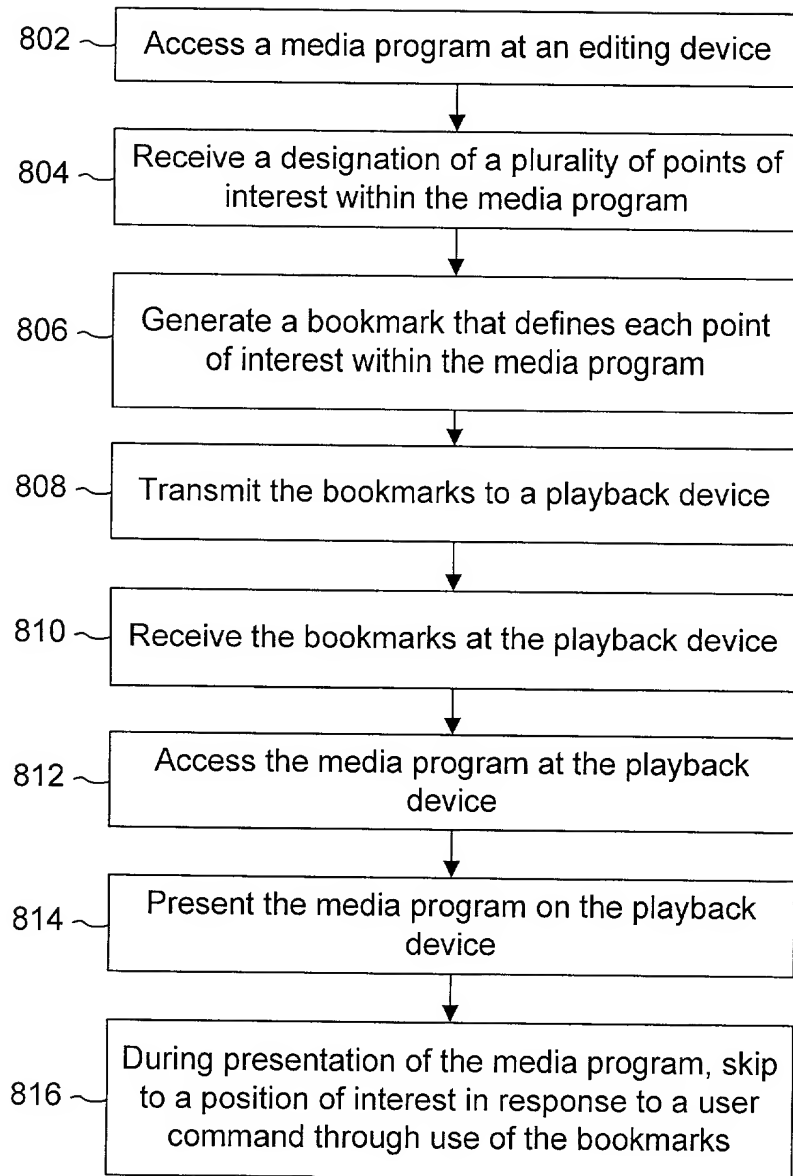 802
Access a media program at an editing device
804
Receive a designation of a plurality of points of
interest within the media program
806
Generate a bookmark that defines each point
of interest within the media program
808
Transmit the bookmarks to a playback device
810
Receive the bookmarks at the playback device
812
Access the media program at the playback
device
814
Present the media program on the playback
device
816
During presentation of the media program, skip
to a position of interest in response to a user
command through use of the bookmarks